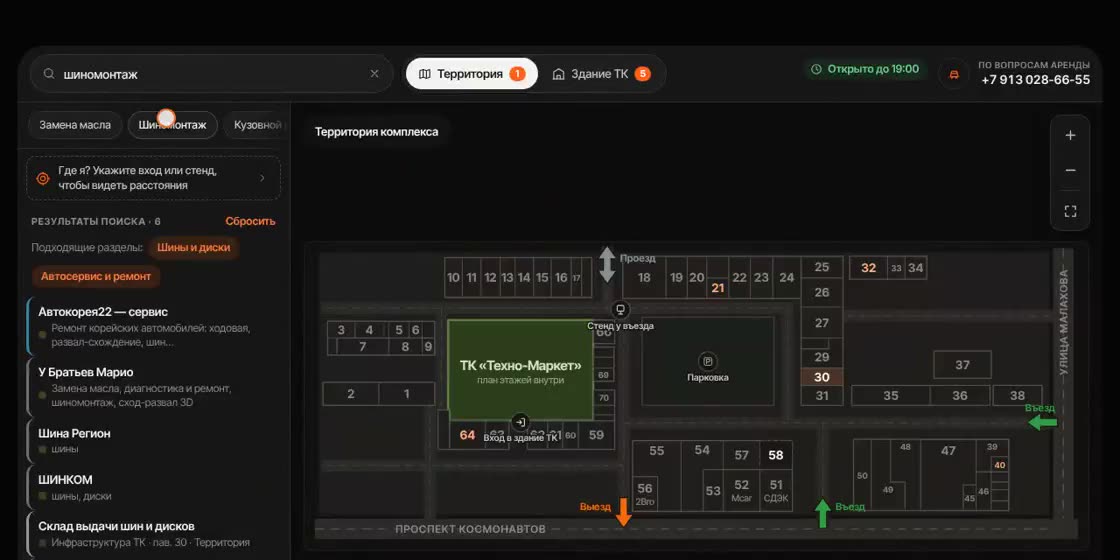 шиномонтаж
Территория 1
Здание ТК 5
Открыто до 19:00
ПО ВОПРОСАМ АРЕНДЫ
+7 913 028-66-55
Замена масла
Шиномонтаж
Кузовной
Где я? Укажите вход или стенд,
чтобы видеть расстояния
РЕЗУЛЬТАТЫ ПОИСКА · 6
Сбросить
Подходящие разделы:
Шины и диски
Автосервис и ремонт
Автокорея22 — сервис
Ремонт корейских автомобилей: ходовая,
развал-схождение, шин...
У Братьев Марио
Замена масла, диагностика и ремонт,
шиномонтаж, сход-развал 3D
Шина Регион
шины
ШИНКОМ
шины, диски
Склад выдачи шин и дисков
Инфраструктура ТК · пав. 30 · Территория
Территория комплекса
Проезд
10 11 12 13 14 15 16 17
18 19 20 21 22 23 24
25
32 33 34
26
Стенд у въезда
3 4 5 6
7 8 9
66
27
ТК «Техно-Маркет»
план этажей внутри
P
Парковка
29
37
69
30
2 1
70
31
35 36 38
Въезд
64
Вход в здание ТК
60 59
55 54 57 58
56
2Bro
53
52
Мсаг
51
СДЭК
48 47 39
40
50 49 45 46
Выезд
Въезд
ПРОСПЕКТ КОСМОНАВТОВ
УЛИЦА МАЛАХОВА